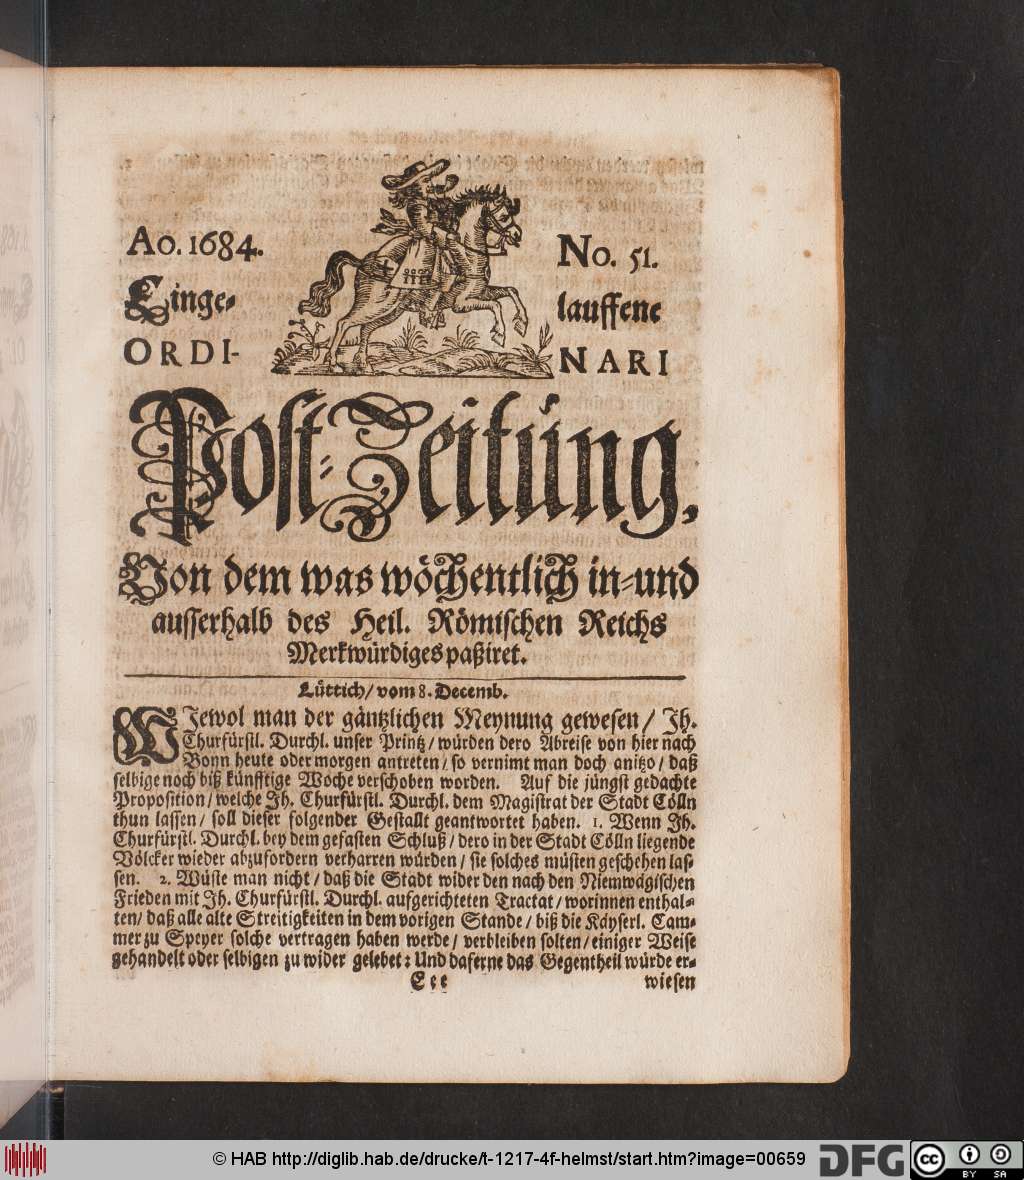 Ao. 1684. No. 51.
Einge⸗ lauffene
ORDI- NARI
Post⸗Zeitung,
Von dem was wöchentlich in⸗und
ausserhalb des Heil. Römischen Reichs
Merkwürdiges paßiret.
Lüttich/ vom 8. Decemb.
WIewol man der gäntzlichen Meynung gewesen / Jh.
Churfürstl. Durchl. unser Printz / würden dero Abreise von hier nach
Bonn heute oder morgen antreten / so vernimt man doch anitzo / daß
selbige noch biß künfftige Woche verschoben worden. Auf die jüngst gedachte
Proposition / welche Jh. Churfürstl. Durchl. dem Magistrat der Stadt Cölln
thun lassen / soll dieser folgender Gestallt geantwortet haben. 1. Wenn Jh.
Churfürstl. Durchl. bey dem gefasten Schluß / dero in der Stadt Cölln liegende
Völcker wieder abzufordern verharren würden / sie solches müsten geschehen las⸗
sen. 2. Wüste man nicht / daß die Stadt wider den nach den Niemwägischen
Frieden mit Jh. Churfürstl. Durchl. aufgerichteten Tractat / worinnen enthal⸗
ten / daß alle alte Streitigkeiten in dem vorigen Stande / biß die Käyserl. Cam⸗
mer zu Speyer solche vertragen haben werde / verbleiben solten / einiger Weise
gehandelt oder selbigen zu wider gelebet: Und daferne das Gegentheil würde er⸗
Eee wiesen
© HAB http://diglib.hab.de/drucke/t-1217-4f-helmst/start.htm?image=00659
DFG
cc BY SA